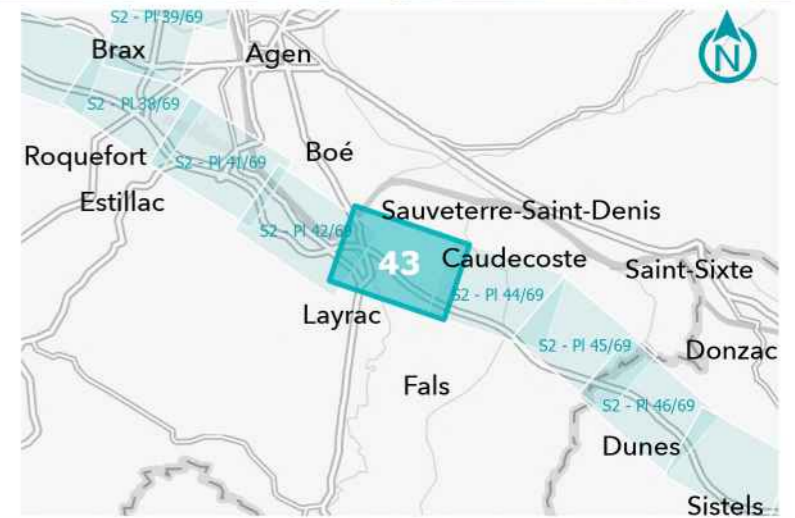 S2 - Pl 39/69
Brax
Agen
N
S2 - Pl 38/69
Roquefort
S2 - Pl 41/69
Boé
Estillac
Sauveterre-Saint-Denis
S2 - Pl 42/69
43
Caudecoste
Saint-Sixte
S2 - Pl 44/69
Layrac
S2 - Pl 45/69
Donzac
Fals
S2 - Pl 46/69
Dunes
Sistels